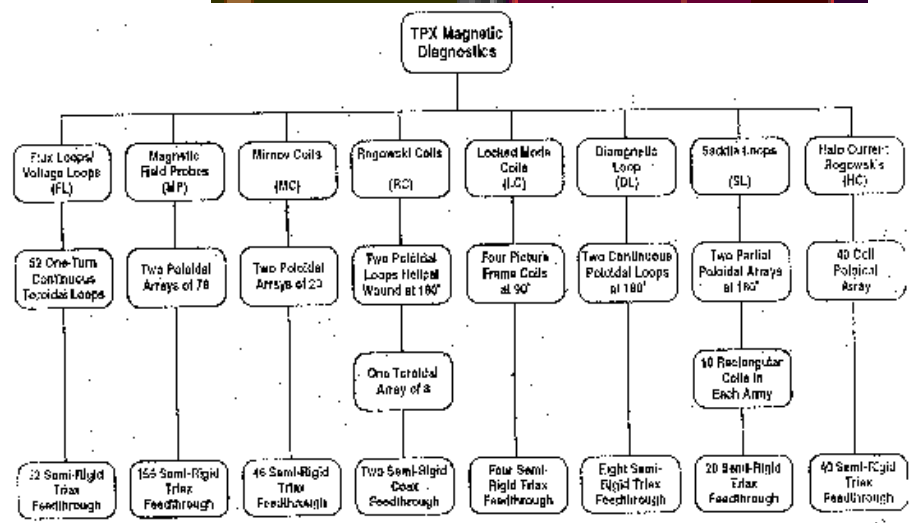 TPX Magnetic
Diagnostics
Flux Loops/
Voltage Loops
(FL)
Magnetic
Field Probes
(MP)
Mirnov Coils
(MC)
Rogowski Coils
(RC)
Locked Mode
Coils
(LC)
Diamagnetic
Loop
(DL)
Saddle Loops
(SL)
Halo Current
Rogowskis
(HC)
One-Turn
Continuous
Toroidal Loops
Two Poloidal
Arrays of 78
Two Poloidal
Arrays of
Two Poloidal
Loops Helical
Wound at 180°
Four Picture
Frame Coils
at 90°
Two Continuous
Poloidal Loops
at 180°
Two Partial
Poloidal Arrays
at 180°
40 Coil
Poloidal
Array
One Toroidal
Array of 8
10 Rectangular
Coils in
Each Array
Semi-Rigid
Triax
Feedthrough
156 Semi-Rigid
Triax
Feedthrough
46 Semi-Rigid
Triax
Feedthrough
Two Semi-Rigid
Coax
Feedthrough
Four Semi-
Rigid Triax
Feedthrough
Eight Semi-
Rigid Triax
Feedthrough
20 Semi-Rigid
Triax
Feedthrough
40 Semi-Rigid
Triax
Feedthrough